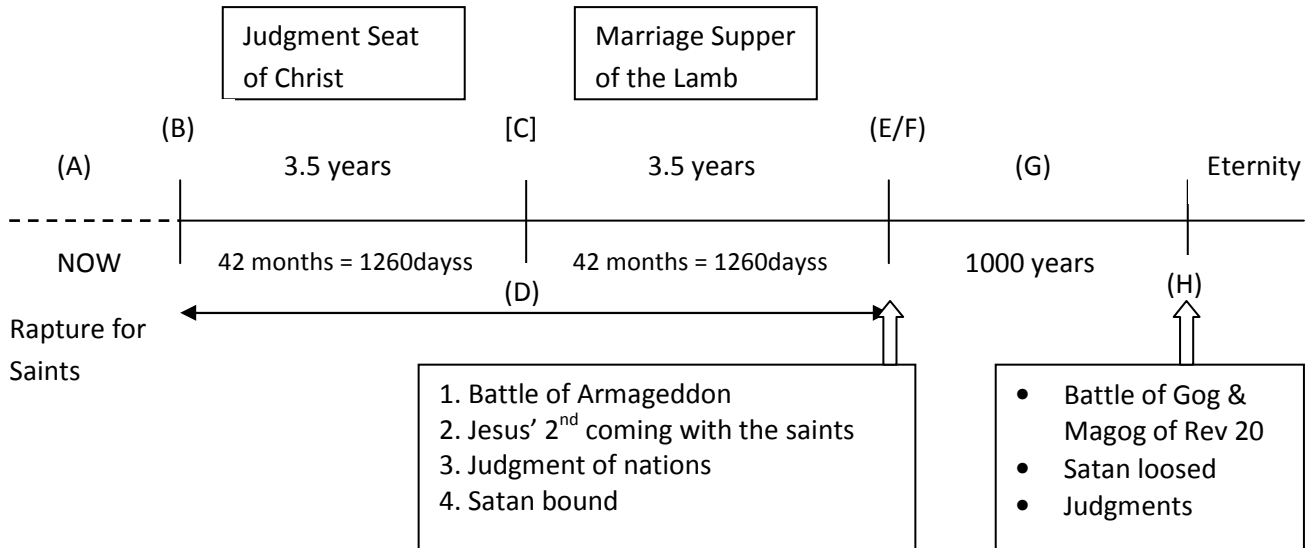 Judgment Seat
of Christ
Marriage Supper
of the Lamb
(B)
[C]
(E/F)
(A)
3.5 years
3.5 years
(G)
Eternity
NOW
42 months = 1260dayss
42 months = 1260dayss
1000 years
(D)
(H)
Rapture for
Saints
1. Battle of Armageddon
2. Jesus’ 2nd coming with the saints
3. Judgment of nations
4. Satan bound
• Battle of Gog &
Magog of Rev 20
• Satan loosed
• Judgments